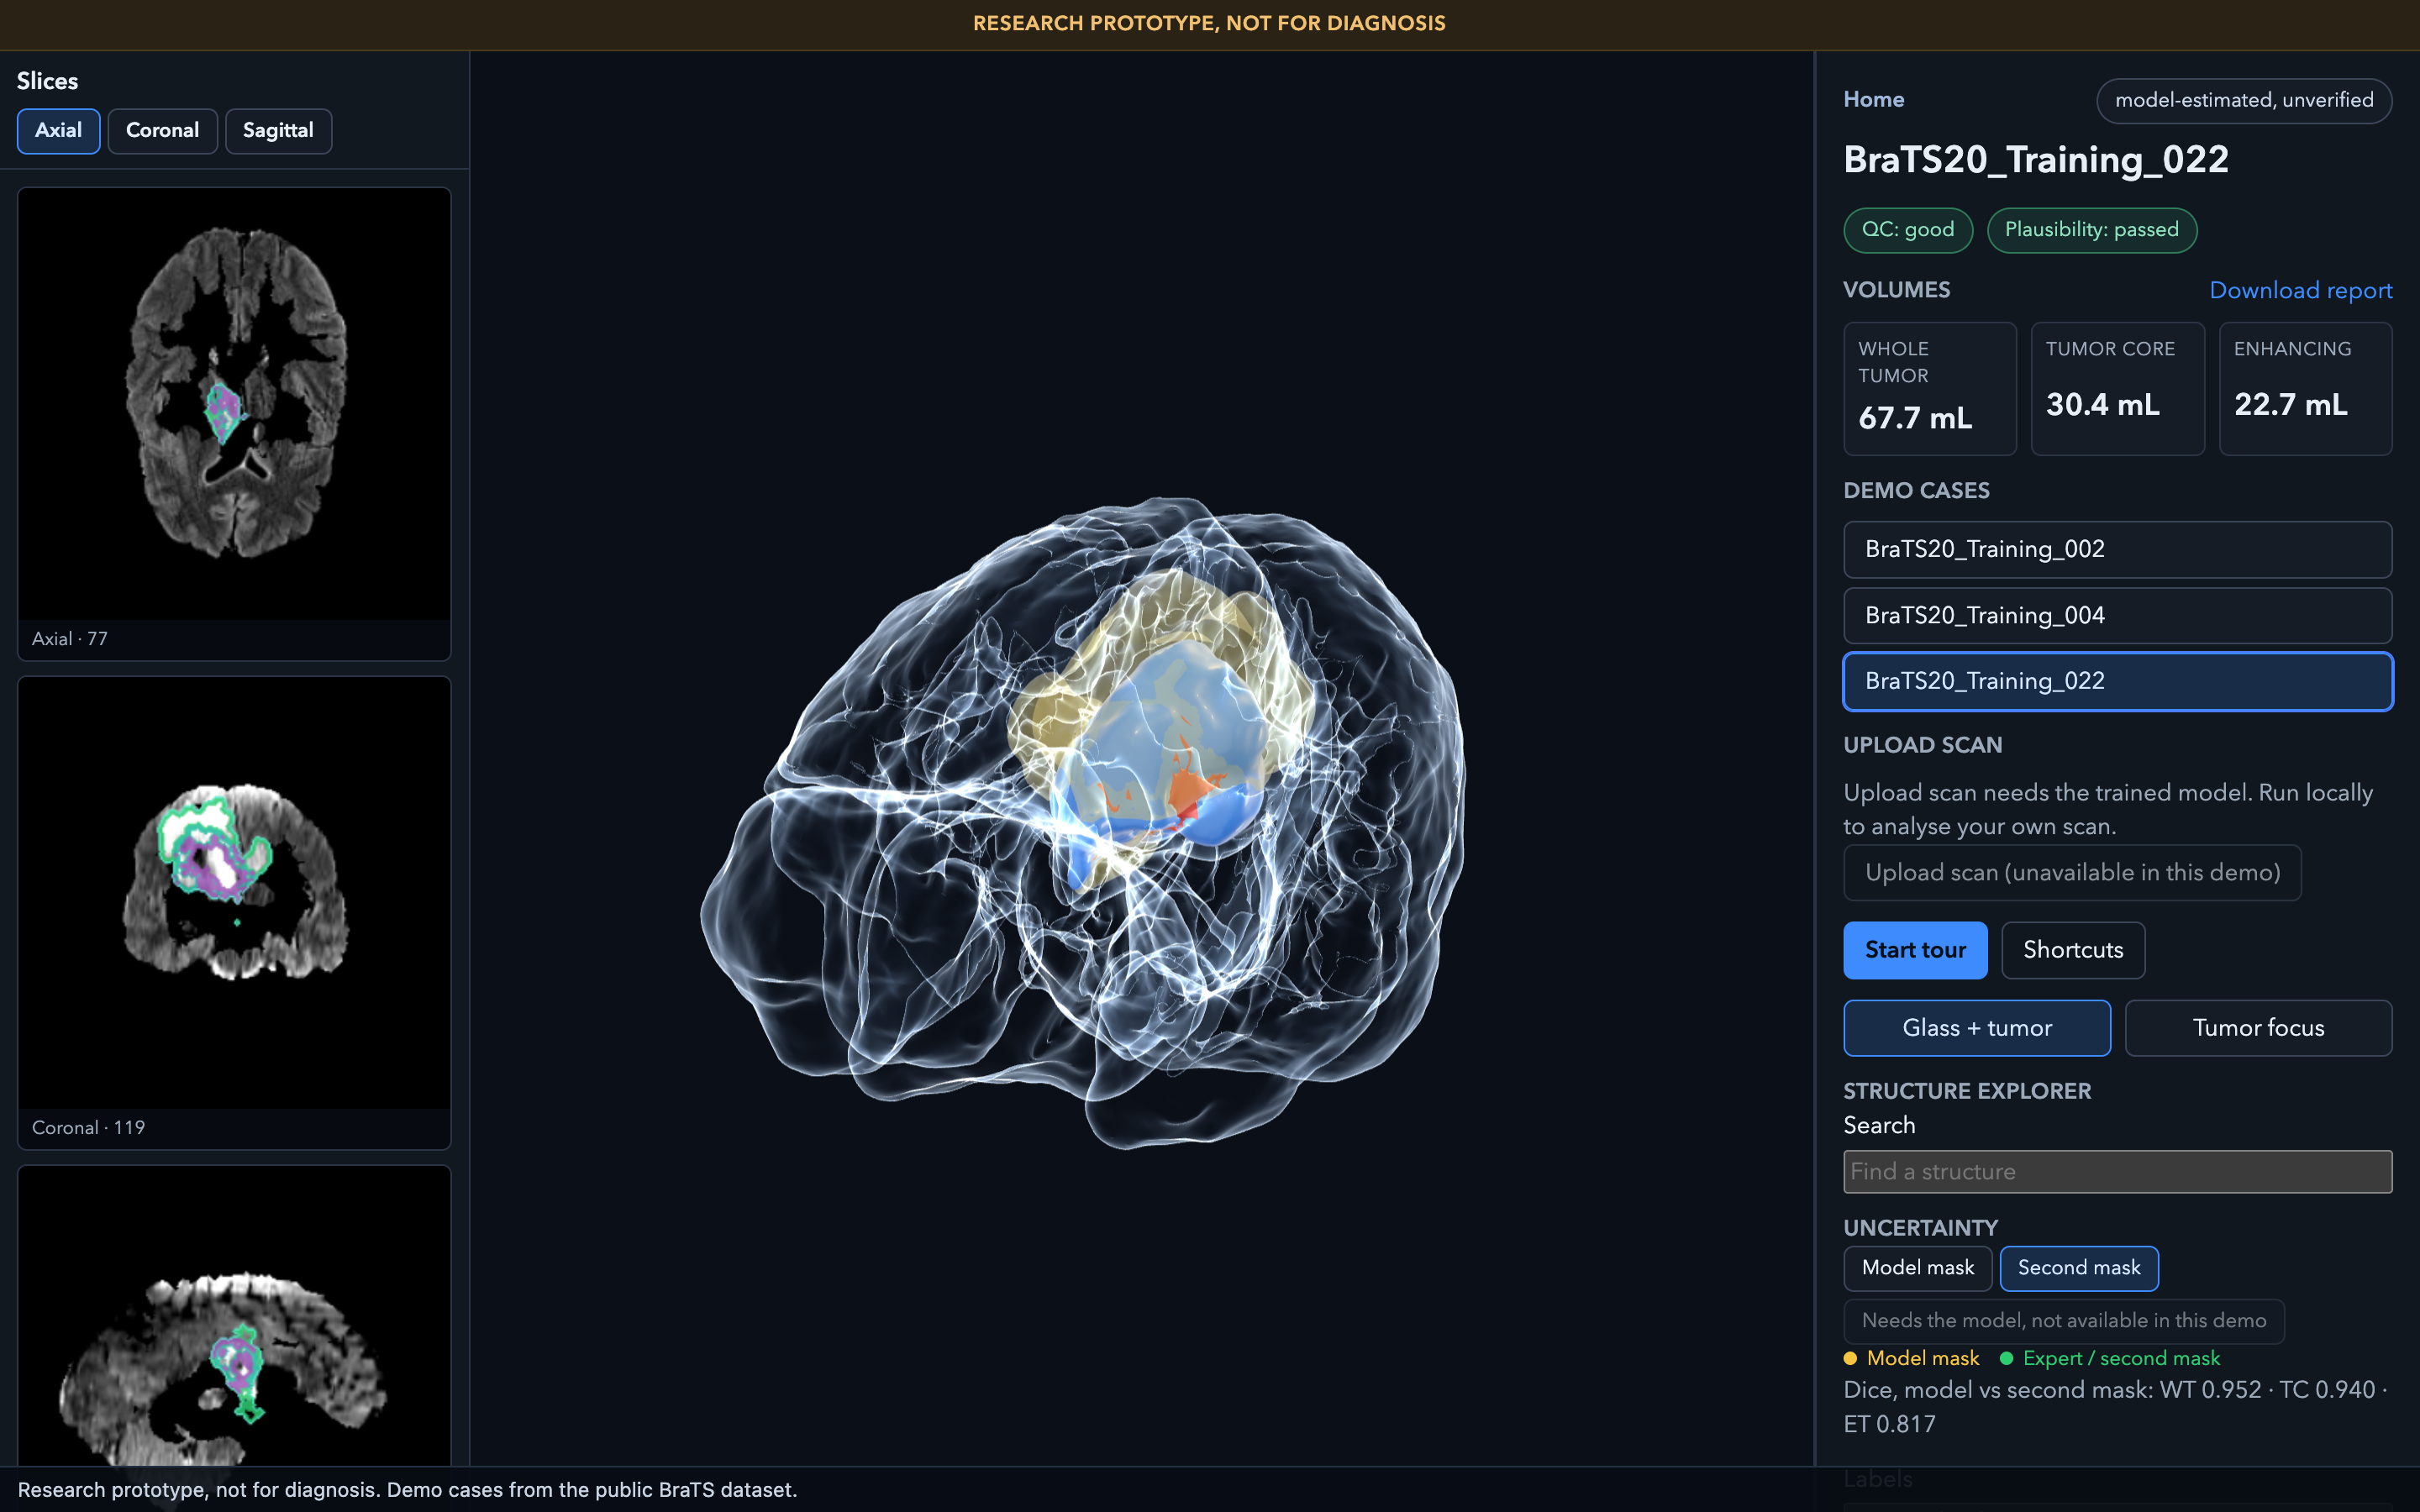 RESEARCH PROTOTYPE, NOT FOR DIAGNOSIS
Slices
Axial
Coronal
Sagittal
Axial · 77
Coronal · 119
Home
model-estimated, unverified
BraTS20_Training_022
QC: good
Plausibility: passed
VOLUMES
Download report
WHOLE
TUMOR
67.7 mL
TUMOR CORE
30.4 mL
ENHANCING
22.7 mL
DEMO CASES
BraTS20_Training_002
BraTS20_Training_004
BraTS20_Training_022
UPLOAD SCAN
Upload scan needs the trained model. Run locally
to analyse your own scan.
Upload scan (unavailable in this demo)
Start tour
Shortcuts
Glass + tumor
Tumor focus
STRUCTURE EXPLORER
Search
Find a structure
UNCERTAINTY
Model mask
Second mask
Needs the model, not available in this demo
Model mask
Expert / second mask
Dice, model vs second mask: WT 0.952 · TC 0.940 ·
ET 0.817
Labels
Research prototype, not for diagnosis. Demo cases from the public BraTS dataset.